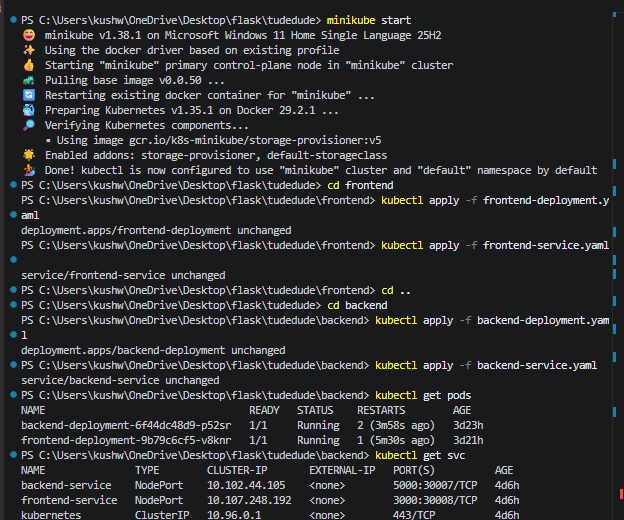 PS C:\Users\kushw\OneDrive\Desktop\flask\tudedude> minikube start
minikube v1.38.1 on Microsoft Windows 11 Home Single Language 25H2
Using the docker driver based on existing profile
Starting "minikube" primary control-plane node in "minikube" cluster
Pulling base image v0.0.50 ...
Restarting existing docker container for "minikube" ...
Preparing Kubernetes v1.35.1 on Docker 29.2.1 ...
Verifying Kubernetes components...
▪ Using image gcr.io/k8s-minikube/storage-provisioner:v5
Enabled addons: storage-provisioner, default-storageclass
Done! kubectl is now configured to use "minikube" cluster and "default" namespace by default
PS C:\Users\kushw\OneDrive\Desktop\flask\tudedude> cd frontend
PS C:\Users\kushw\OneDrive\Desktop\flask\tudedude\frontend> kubectl apply -f frontend-deployment.y
aml
deployment.apps/frontend-deployment unchanged
PS C:\Users\kushw\OneDrive\Desktop\flask\tudedude\frontend> kubectl apply -f frontend-service.yaml
service/frontend-service unchanged
PS C:\Users\kushw\OneDrive\Desktop\flask\tudedude\frontend> cd ..
PS C:\Users\kushw\OneDrive\Desktop\flask\tudedude> cd backend
PS C:\Users\kushw\OneDrive\Desktop\flask\tudedude\backend> kubectl apply -f backend-deployment.yam
l
deployment.apps/backend-deployment unchanged
PS C:\Users\kushw\OneDrive\Desktop\flask\tudedude\backend> kubectl apply -f backend-service.yaml
service/backend-service unchanged
PS C:\Users\kushw\OneDrive\Desktop\flask\tudedude\backend> kubectl get pods
NAME READY STATUS RESTARTS AGE
backend-deployment-6f44dc48d9-p52sr 1/1 Running 2 (3m58s ago) 3d23h
frontend-deployment-9b79c6cf5-v8knr 1/1 Running 1 (5m30s ago) 3d21h
PS C:\Users\kushw\OneDrive\Desktop\flask\tudedude\backend> kubectl get svc
NAME TYPE CLUSTER-IP EXTERNAL-IP PORT(S) AGE
backend-service NodePort 10.102.44.105 <none> 5000:30007/TCP 4d6h
frontend-service NodePort 10.107.248.192 <none> 3000:30008/TCP 4d6h
kubernetes ClusterIP 10.96.0.1 <none> 443/TCP 4d6h